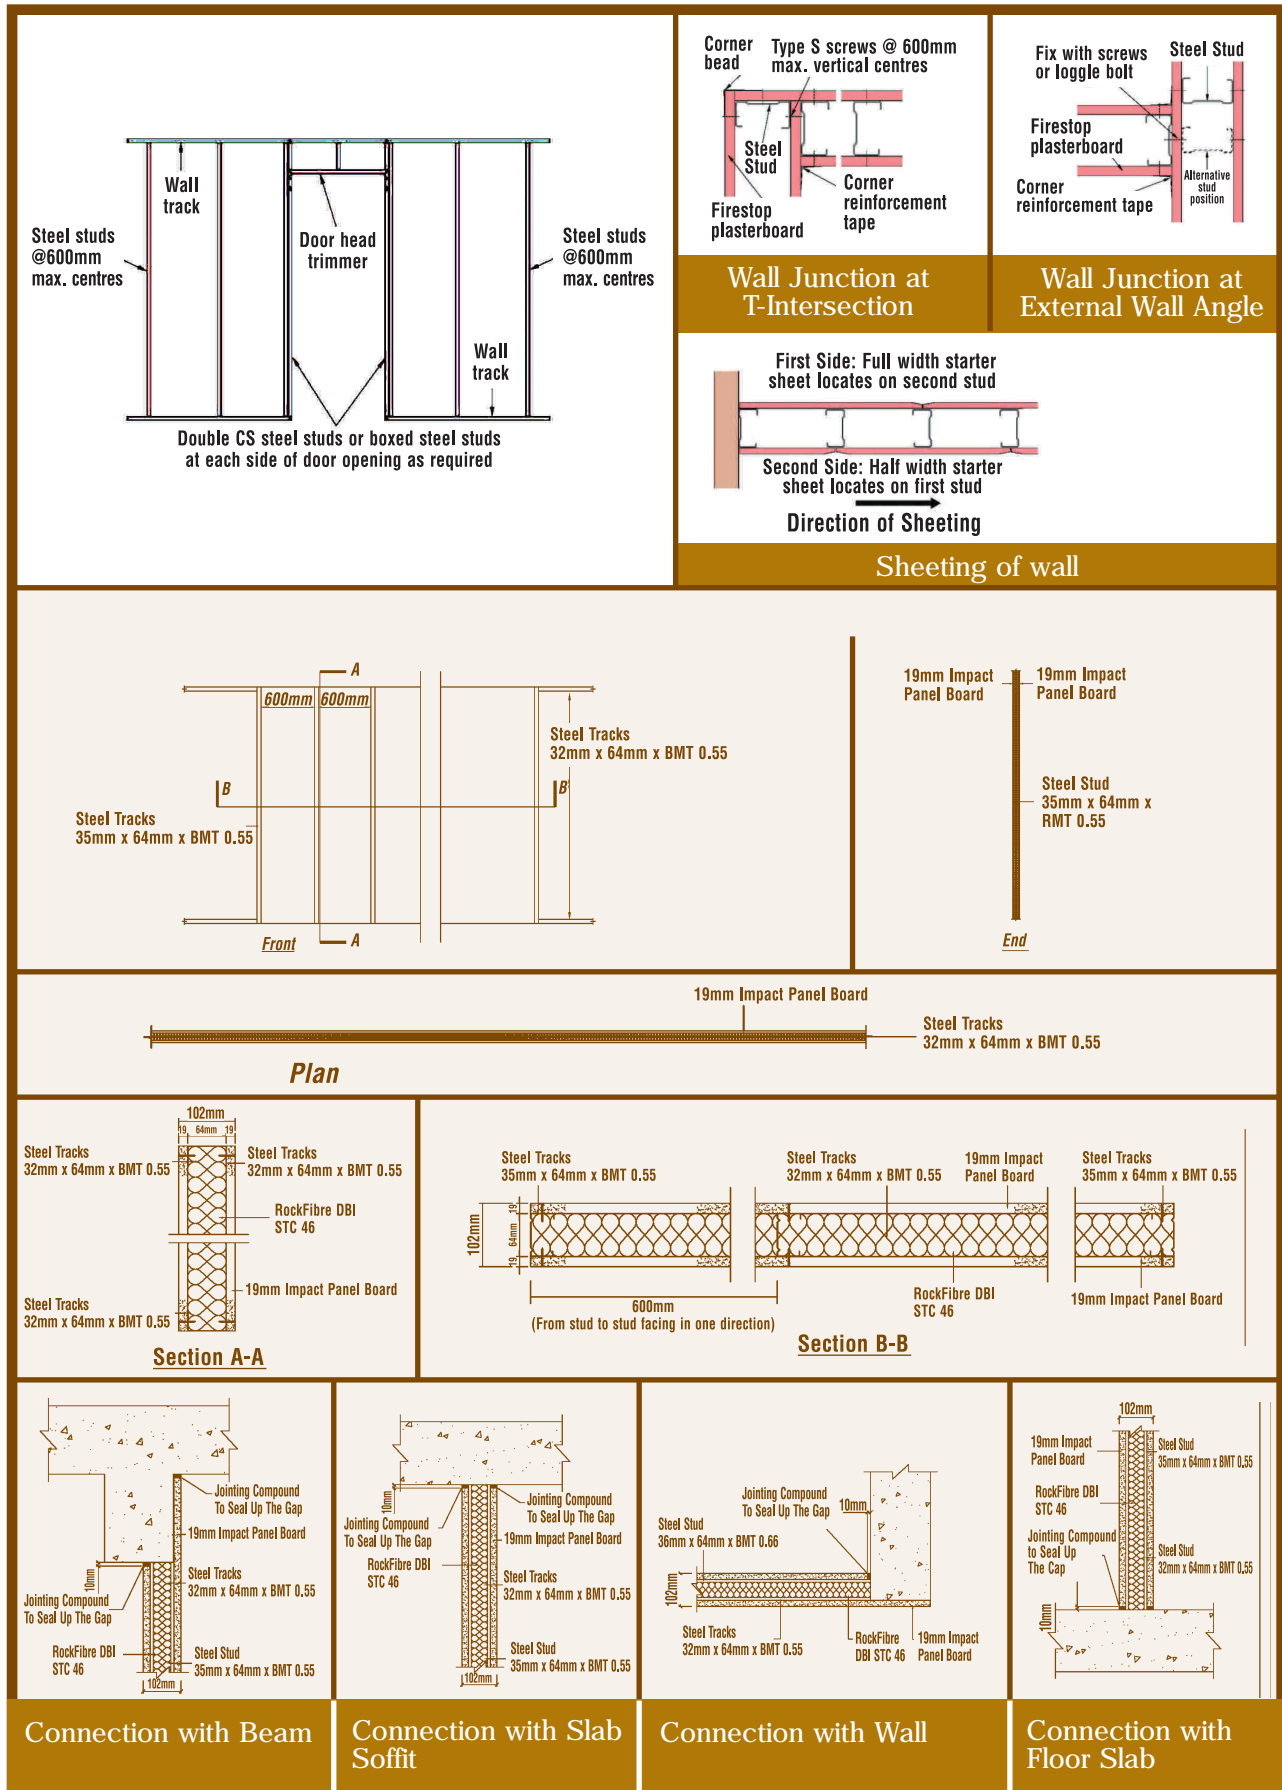 Wall
track
Steel studs
@600mm
max. centres
Door head
trimmer
Steel studs
@600mm
max. centres
Wall
track
Double CS steel studs or boxed steel studs
at each side of door opening as required
Corner
bead
Type S screws @ 600mm
max. vertical centres
Steel
Stud
Firestop
plasterboard
Corner
reinforcement
tape
Wall Junction at
T-Intersection
Fix with screws
or loggle bolt
Steel Stud
Firestop
plasterboard
Corner
reinforcement tape
Alternative
stud
position
Wall Junction at
External Wall Angle
First Side: Full width starter
sheet locates on second stud
Second Side: Half width starter
sheet locates on first stud
Direction of Sheeting
Sheeting of wall
A
600mm 600mm
Steel Tracks
32mm x 64mm x BMT 0.55
B
B'
Steel Tracks
35mm x 64mm x BMT 0.55
Front
A
19mm Impact
Panel Board
19mm Impact
Panel Board
Steel Stud
35mm x 64mm x
RMT 0.55
End
19mm Impact Panel Board
Steel Tracks
32mm x 64mm x BMT 0.55
Plan
102mm
19 64mm 19
Steel Tracks
32mm x 64mm x BMT 0.55
Steel Tracks
32mm x 64mm x BMT 0.55
RockFibre DBI
STC 46
19mm Impact Panel Board
Steel Tracks
32mm x 64mm x BMT 0.55
Section A-A
Steel Tracks
35mm x 64mm x BMT 0.55
Steel Tracks
32mm x 64mm x BMT 0.55
19mm Impact
Panel Board
Steel Tracks
35mm x 64mm x BMT 0.55
102mm
19
64mm
19
600mm
(From stud to stud facing in one direction)
RockFibre DBI
STC 46
19mm Impact Panel Board
Section B-B
Jointing Compound
To Seal Up The Gap
19mm Impact Panel Board
10mm
Steel Tracks
32mm x 64mm x BMT 0.55
Jointing Compound
To Seal Up The Gap
RockFibre DBI
STC 46
Steel Stud
35mm x 64mm x BMT 0.55
102mm
Connection with Beam
10mm
Jointing Compound
To Seal Up The Gap
Jointing Compound
To Seal Up The Gap
19mm Impact Panel Board
RockFibre DBI
STC 46
Steel Tracks
32mm x 64mm x BMT 0.55
Steel Stud
35mm x 64mm x BMT 0.55
102mm
Connection with Slab
Soffit
Jointing Compound
To Seal Up The Gap
10mm
Steel Stud
36mm x 64mm x BMT 0.66
102mm
Steel Tracks
32mm x 64mm x BMT 0.55
RockFibre
DBI STC 46
19mm Impact
Panel Board
Connection with Wall
102mm
19mm Impact
Panel Board
Steel Stud
35mm x 64mm x BMT 0.55
RockFibre DBI
STC 46
Jointing Compound
to Seal Up
The Cap
Steel Stud
32mm x 64mm x BMT 0.55
10mm
Connection with
Floor Slab